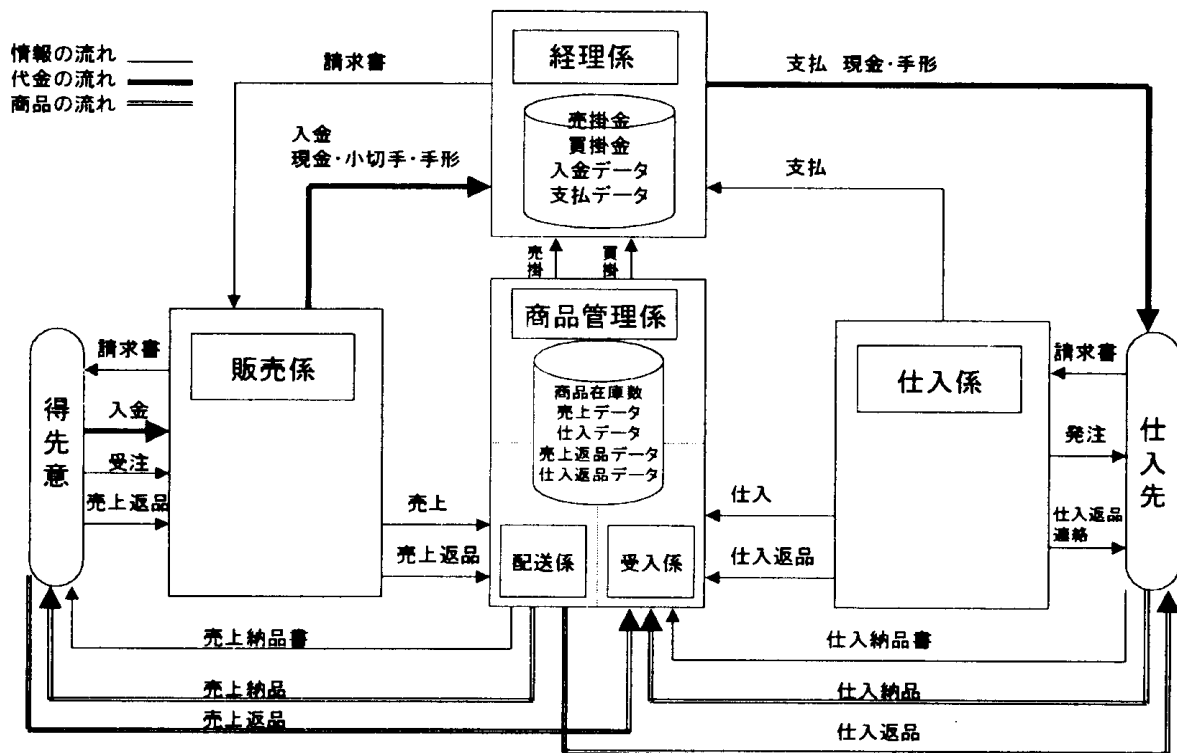 情報の流れ
代金の流れ
商品の流れ
請求書
経理係
支払 現金・手形
売掛金
買掛金
入金データ
支払データ
入金
現金・小切手・手形
支払
売掛
買掛
商品管理係
商品在庫数
売上データ
仕入データ
売上返品データ
仕入返品データ
配送係
受入係
販売係
仕入係
得先意
請求書
入金
受注
売上返品
売上
売上返品
仕入
仕入返品
請求書
発注
仕入返品
連絡
仕入先
売上納品書
売上納品
売上返品
仕入納品書
仕入納品
仕入返品